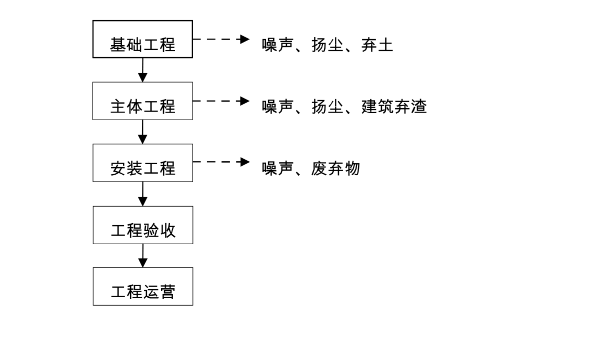 基础工程
噪声、扬尘、弃土
主体工程
噪声、扬尘、建筑弃渣
安装工程
噪声、废弃物
工程验收
工程运营